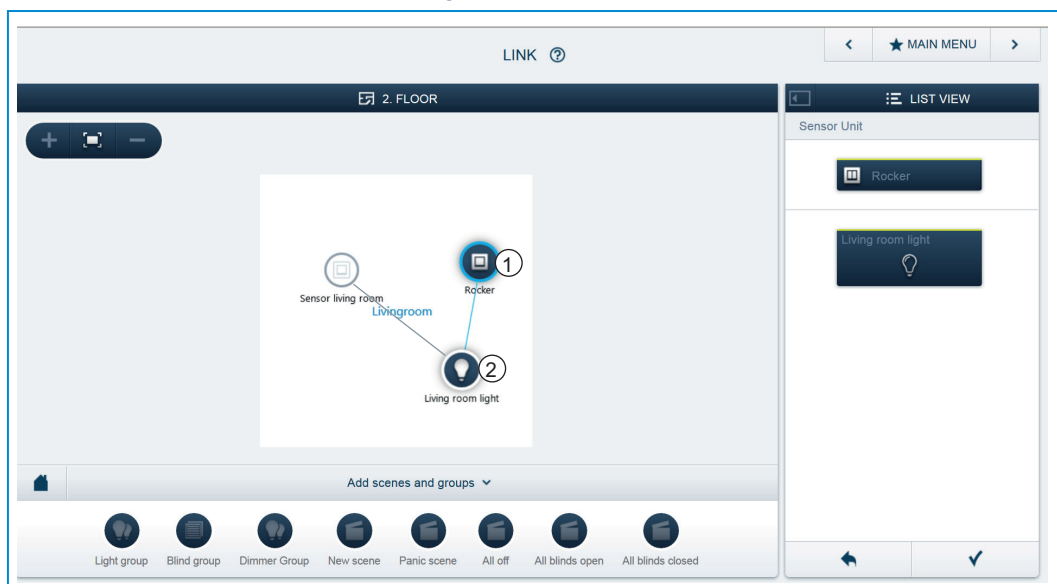 LINK ?
MAIN MENU
2. FLOOR
LIST VIEW
Sensor Unit
Rocker
Living room light
1
Sensor living room
Rocker
Livingroom
2
Living room light
Add scenes and groups
Light group Blind group Dimmer Group New scene Panic scene All off All blinds open All blinds closed